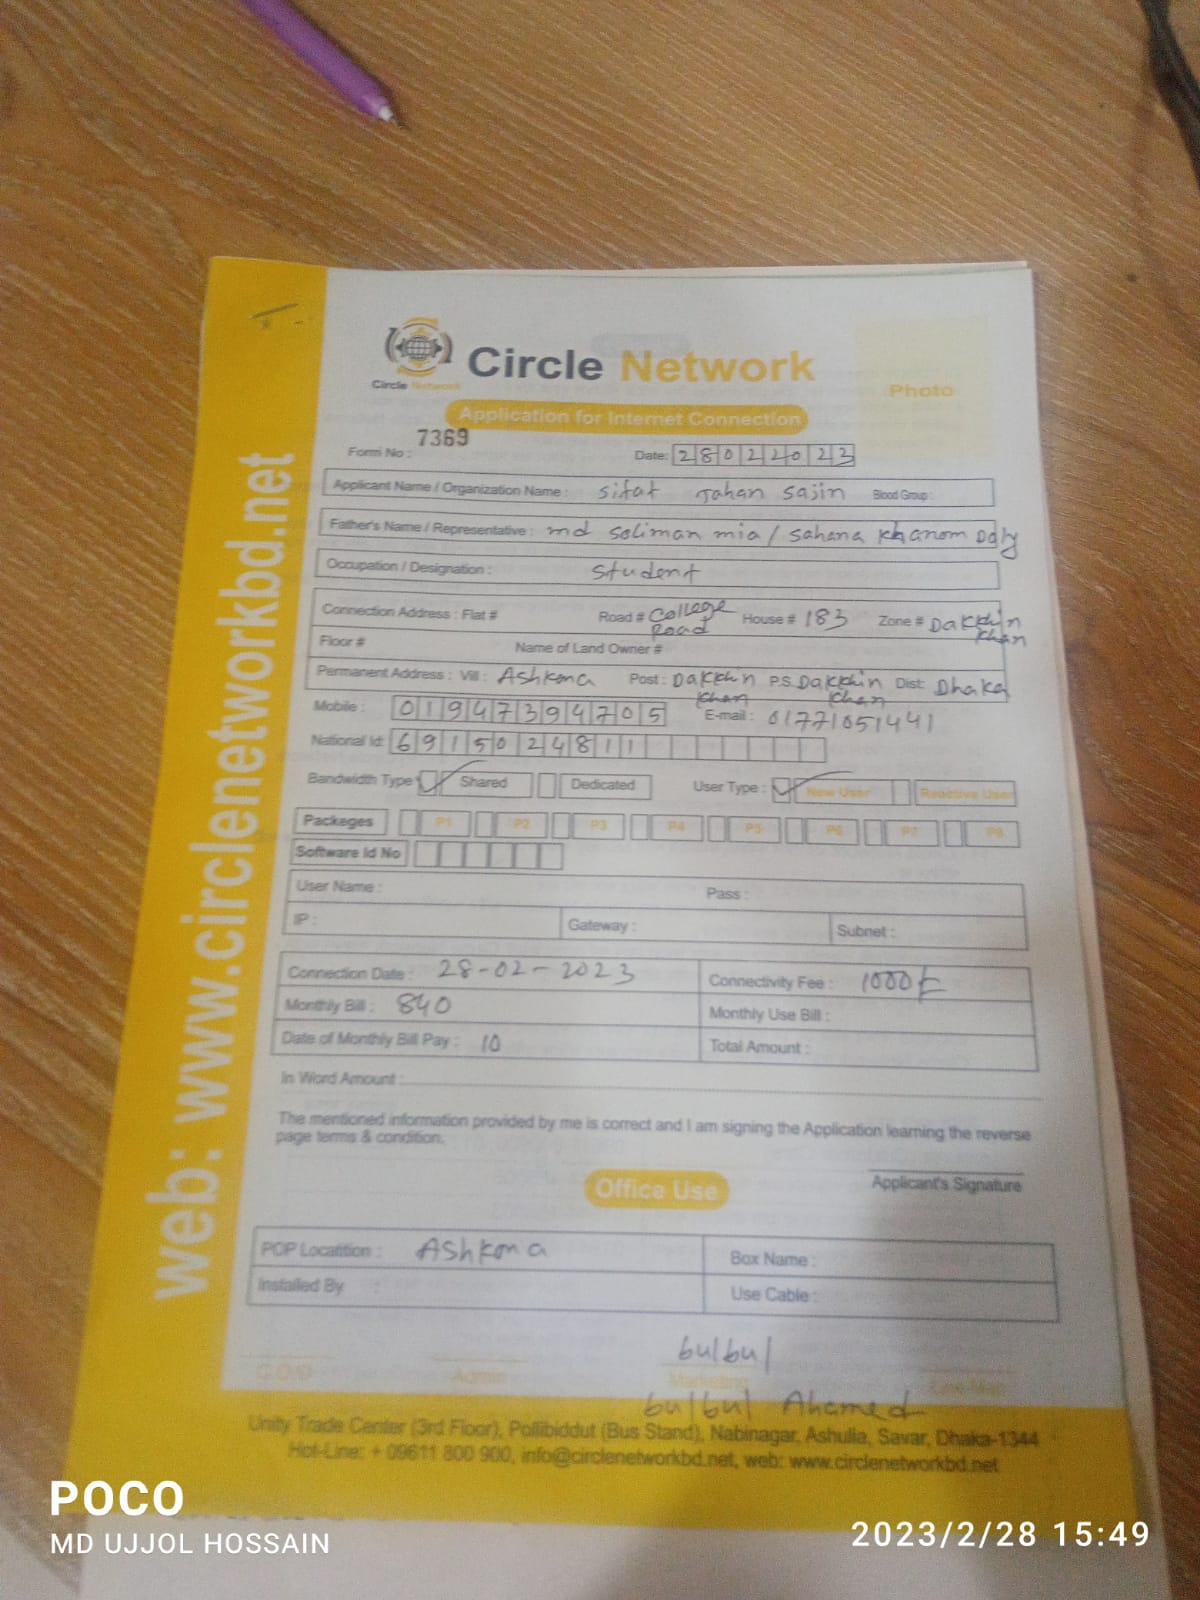 Circle Network
Circle Network
Photo
Application for Internet Connection
Form No : 7369
Date: 28022023
Applicant Name / Organization Name : Sifat Jahan Sajin Blood Group :
Father's Name / Representative : md soliman mia / Sahana Khanom Doly
Occupation / Designation : Student
Connection Address : Flat # Road # College Road House # 183 Zone # Dakkhin Khan
Floor # Name of Land Owner #
Permanent Address : Vill : Ashkona Post : Dakkhin Khan P.S. Dakkhin Khan Dist: Dhaka
Mobile : 01947394705 E-mail : 01771051441
National Id: 6915024811
Bandwidth Type Shared Dedicated User Type : New User Reactive User
Packeges P1 P2 P3 P4 P5 P6 P7 P8
Software Id No
User Name : Pass :
IP : Gateway : Subnet :
Connection Date : 28-02-2023 Connectivity Fee : 1000
Monthly Bill : 840 Monthly Use Bill :
Date of Monthly Bill Pay : 10 Total Amount :
In Word Amount :
The mentioned information provided by me is correct and I am signing the Application learning the reverse
page terms & condition.
Applicant's Signature
Office Use
POP Locatition : Ashkona Box Name :
Installed By : Use Cable :
bulbul
Admin Marketing
bulbul Ahamed
Unity Trade Center (3rd Floor), Pollibiddut (Bus Stand), Nabinagar, Ashulia, Savar, Dhaka-1344
Hot-Line: + 09611 800 900, info@circlenetworkbd.net, web: www.circlenetworkbd.net
web: www.circlenetworkbd.net
POCO
MD UJJOL HOSSAIN
2023/2/28 15:49